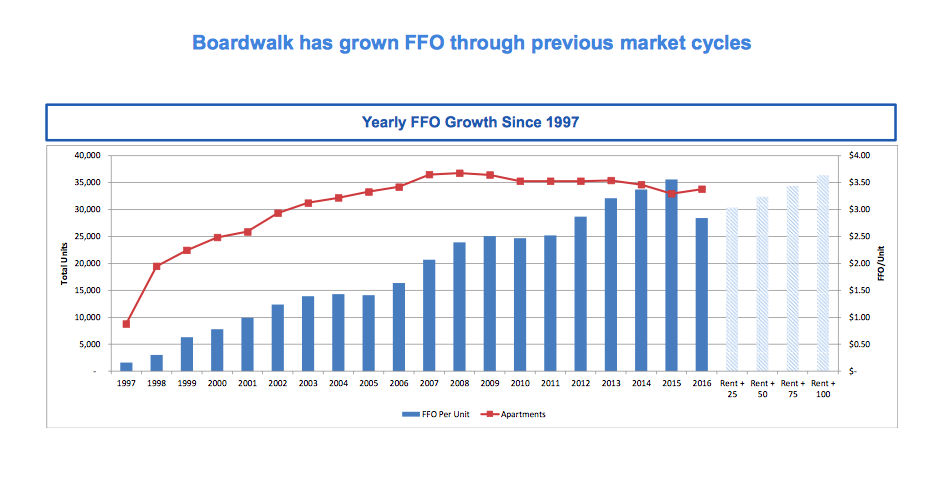 Boardwalk has grown FFO through previous market cycles
Yearly FFO Growth Since 1997
40,000
35,000
30,000
25,000
20,000
15,000
10,000
5,000
-
Total Units
$4.00
$3.50
$3.00
$2.50
$2.00
$1.50
$1.00
$0.50
$-
FFO/Unit
1997 1998 1999 2000 2001 2002 2003 2004 2005 2006 2007 2008 2009 2010 2011 2012 2013 2014 2015 2016 Rent + Rent + Rent + Rent +
25 50 75 100
FFO Per Unit Apartments